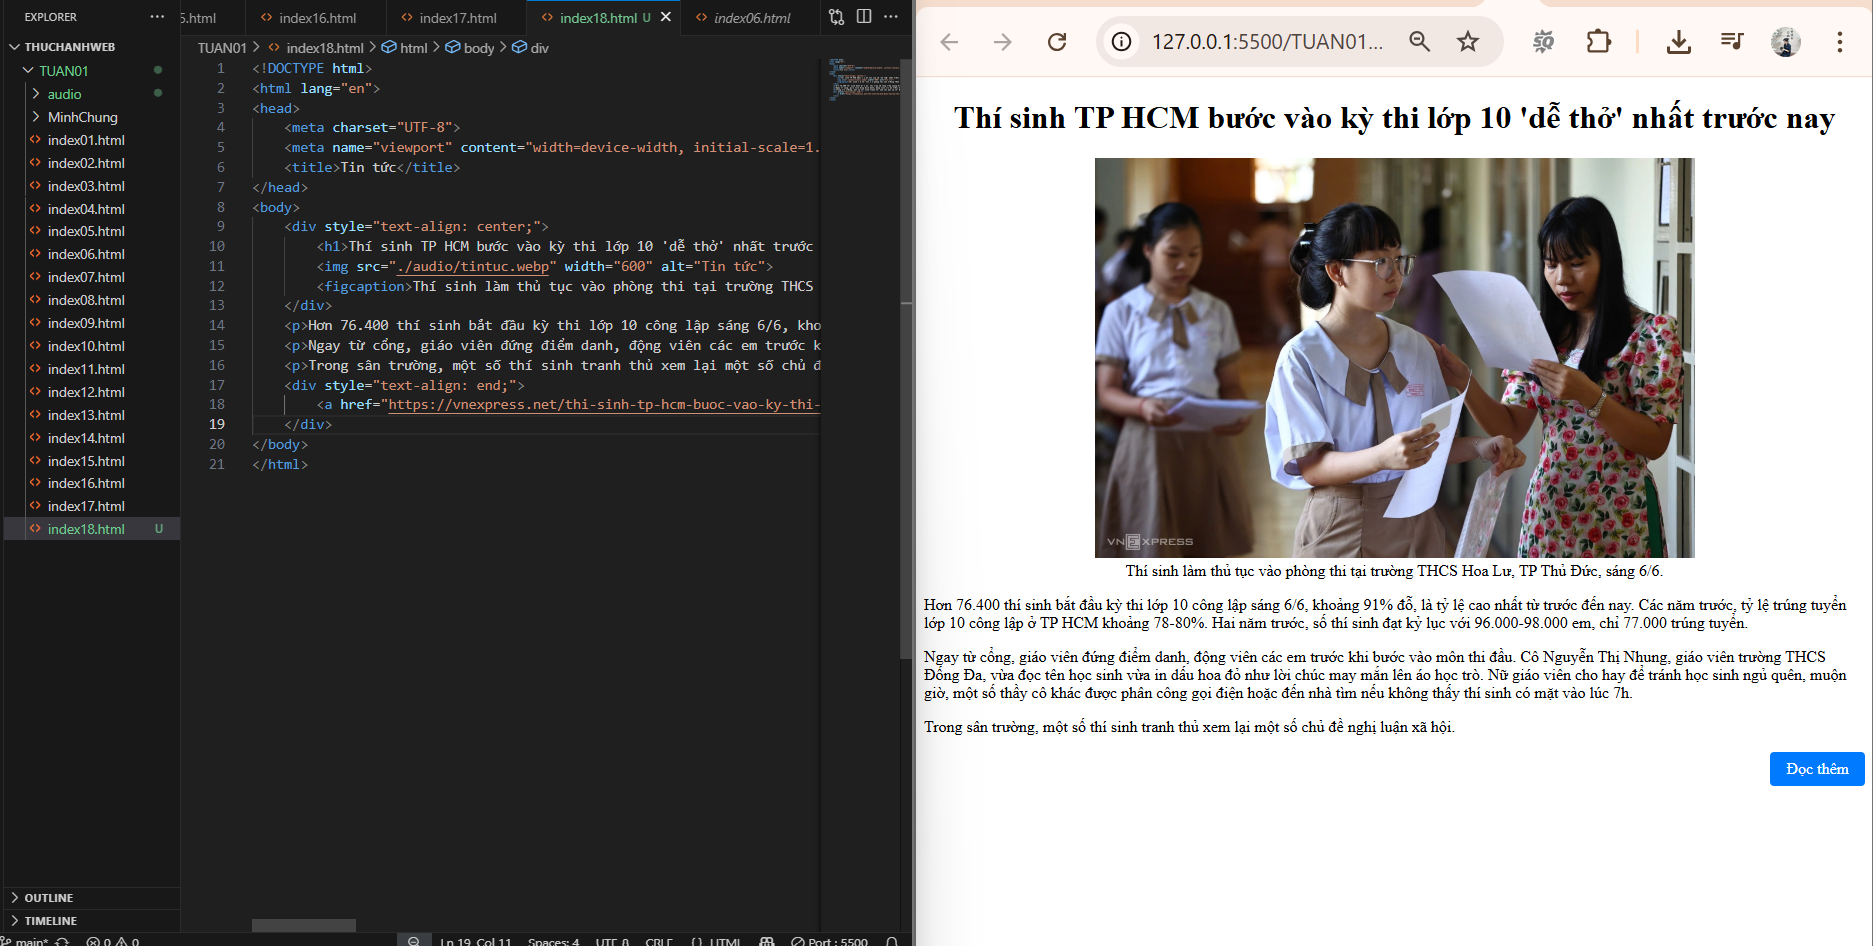 EXPLORER
THUCHANHWEB
TUAN01
audio
MinhChung
index01.html
index02.html
index03.html
index04.html
index05.html
index06.html
index07.html
index08.html
index09.html
index10.html
index11.html
index12.html
index13.html
index14.html
index15.html
index16.html
index17.html
index18.html U
OUTLINE
TIMELINE
5.html index16.html index17.html index18.html U index06.html
TUAN01 > index18.html > html > body > div
1 <!DOCTYPE html>
2 <html lang="en">
3 <head>
4 <meta charset="UTF-8">
5 <meta name="viewport" content="width=device-width, initial-scale=1.
6 <title>Tin tức</title>
7 </head>
8 <body>
9 <div style="text-align: center;">
10 <h1>Thí sinh TP HCM bước vào kỳ thi lớp 10 'dễ thở' nhất trước
11 <img src="./audio/tintuc.webp" width="600" alt="Tin tức">
12 <figcaption>Thí sinh làm thủ tục vào phòng thi tại trường THCS
13 </div>
14 <p>Hơn 76.400 thí sinh bắt đầu kỳ thi lớp 10 công lập sáng 6/6, kho
15 <p>Ngay từ cổng, giáo viên đứng điểm danh, động viên các em trước k
16 <p>Trong sân trường, một số thí sinh tranh thủ xem lại một số chủ đ
17 <div style="text-align: end;">
18 <a href="https://vnexpress.net/thi-sinh-tp-hcm-buoc-vao-ky-thi-
19 </div>
20 </body>
21 </html>
main* 0 0 Ln 19, Col 11 Spaces: 4 UTF-8 CRLF {} HTML Port : 5500
127.0.0.1:5500/TUAN01...
Thí sinh TP HCM bước vào kỳ thi lớp 10 'dễ thở' nhất trước nay
VNEXPRESS
Thí sinh làm thủ tục vào phòng thi tại trường THCS Hoa Lư, TP Thủ Đức, sáng 6/6.
Hơn 76.400 thí sinh bắt đầu kỳ thi lớp 10 công lập sáng 6/6, khoảng 91% đỗ, là tỷ lệ cao nhất từ trước đến nay. Các năm trước, tỷ lệ trúng tuyển
lớp 10 công lập ở TP HCM khoảng 78-80%. Hai năm trước, số thí sinh đạt kỷ lục với 96.000-98.000 em, chỉ 77.000 trúng tuyển.
Ngay từ cổng, giáo viên đứng điểm danh, động viên các em trước khi bước vào môn thi đầu. Cô Nguyễn Thị Nhung, giáo viên trường THCS
Đống Đa, vừa đọc tên học sinh vừa in dấu hoa đỏ như lời chúc may mắn lên áo học trò. Nữ giáo viên cho hay để tránh học sinh ngủ quên, muộn
giờ, một số thầy cô khác được phân công gọi điện hoặc đến nhà tìm nếu không thấy thí sinh có mặt vào lúc 7h.
Trong sân trường, một số thí sinh tranh thủ xem lại một số chủ đề nghị luận xã hội.
Đọc thêm